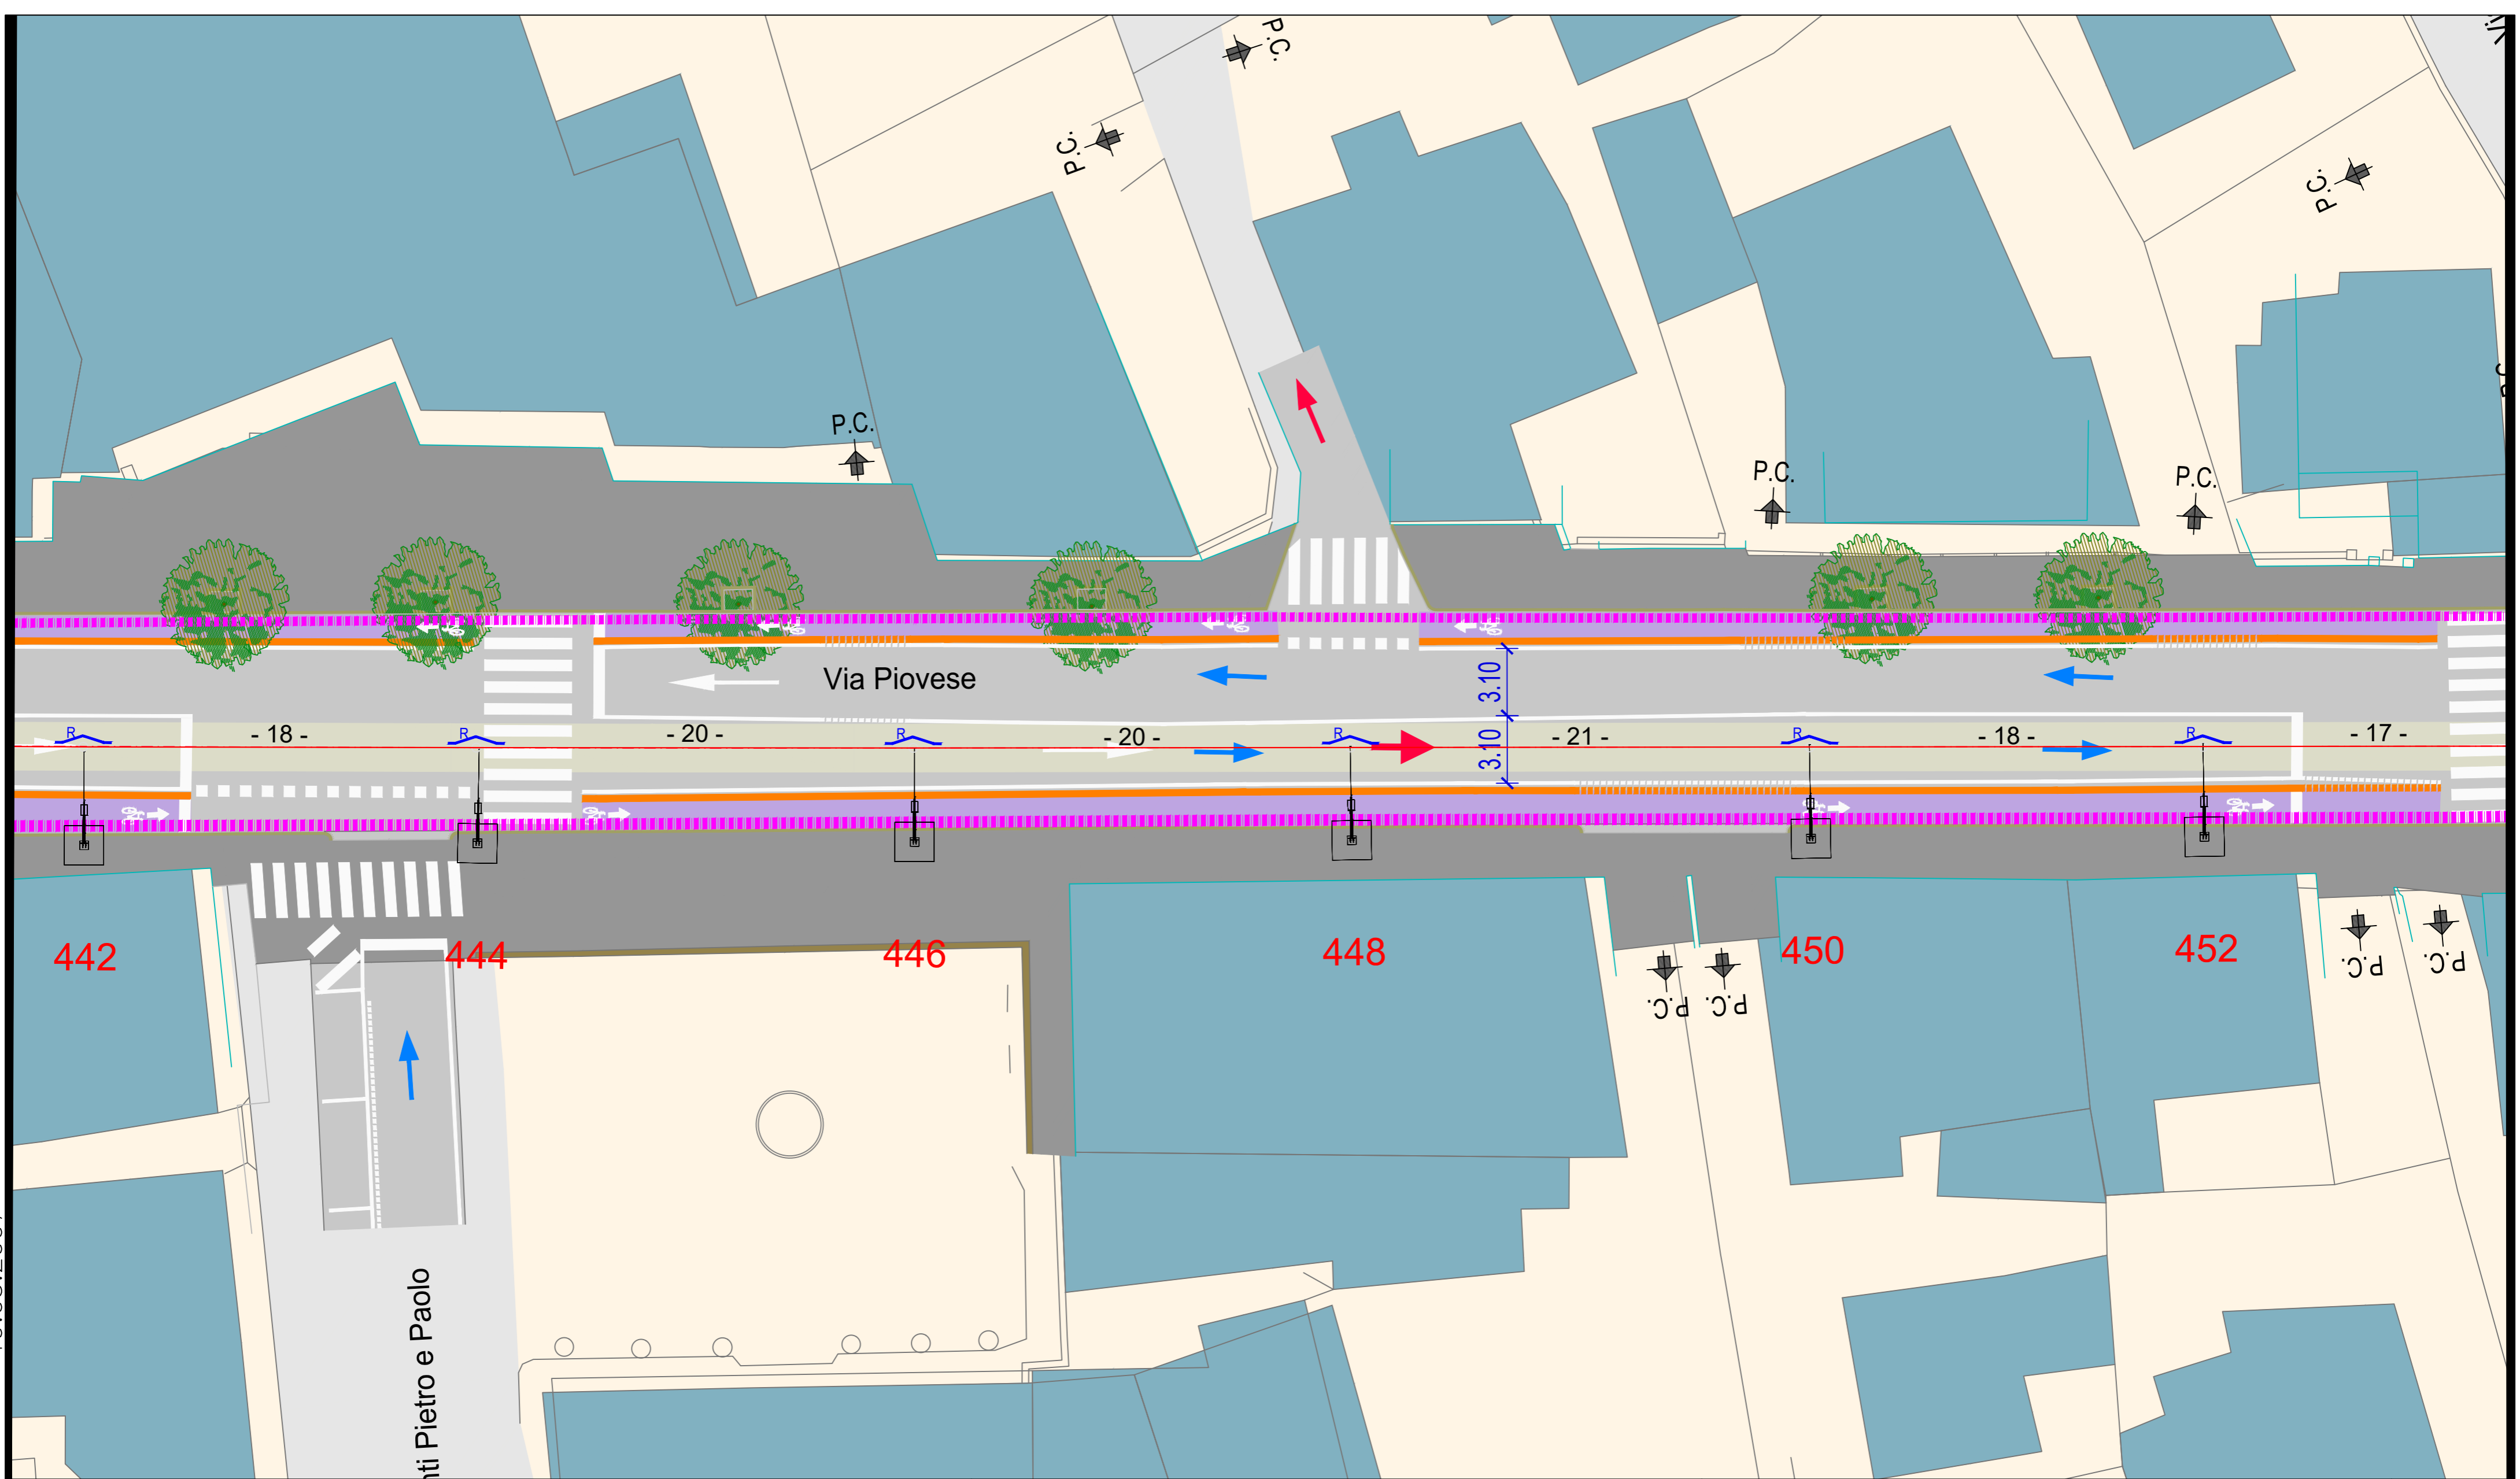 P.C.
P.C.
P.C.
P.C.
P.C.
P.C.
Via Piovese
3.10
3.10
R
- 18 -
R
- 20 -
R
- 20 -
R
- 21 -
R
- 18 -
R
- 17 -
442
444
446
448
450
452
P.C.
P.C.
P.C.
P.C.
nti Pietro e Paolo